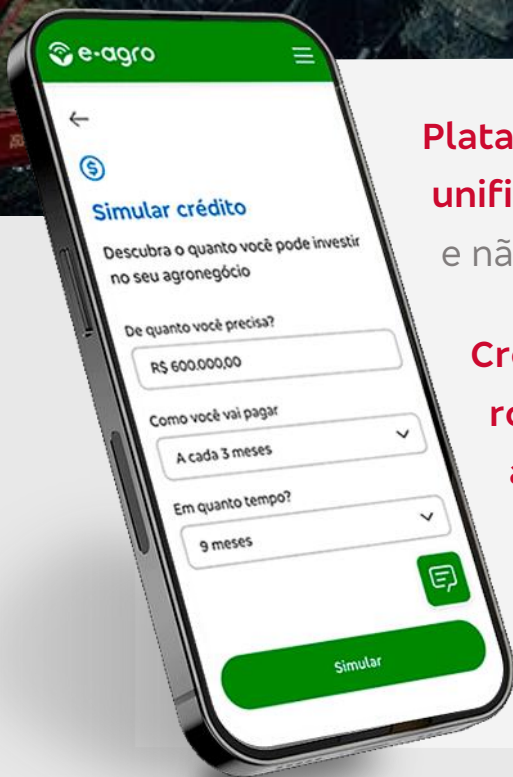 e-agro
Simular crédito
Descubra o quanto você pode investir
no seu agronegócio
De quanto você precisa?
R$ 600.000,00
Como você vai pagar
A cada 3 meses
Em quanto tempo?
9 meses
Simular
Plata
unifi
e nã
Cr